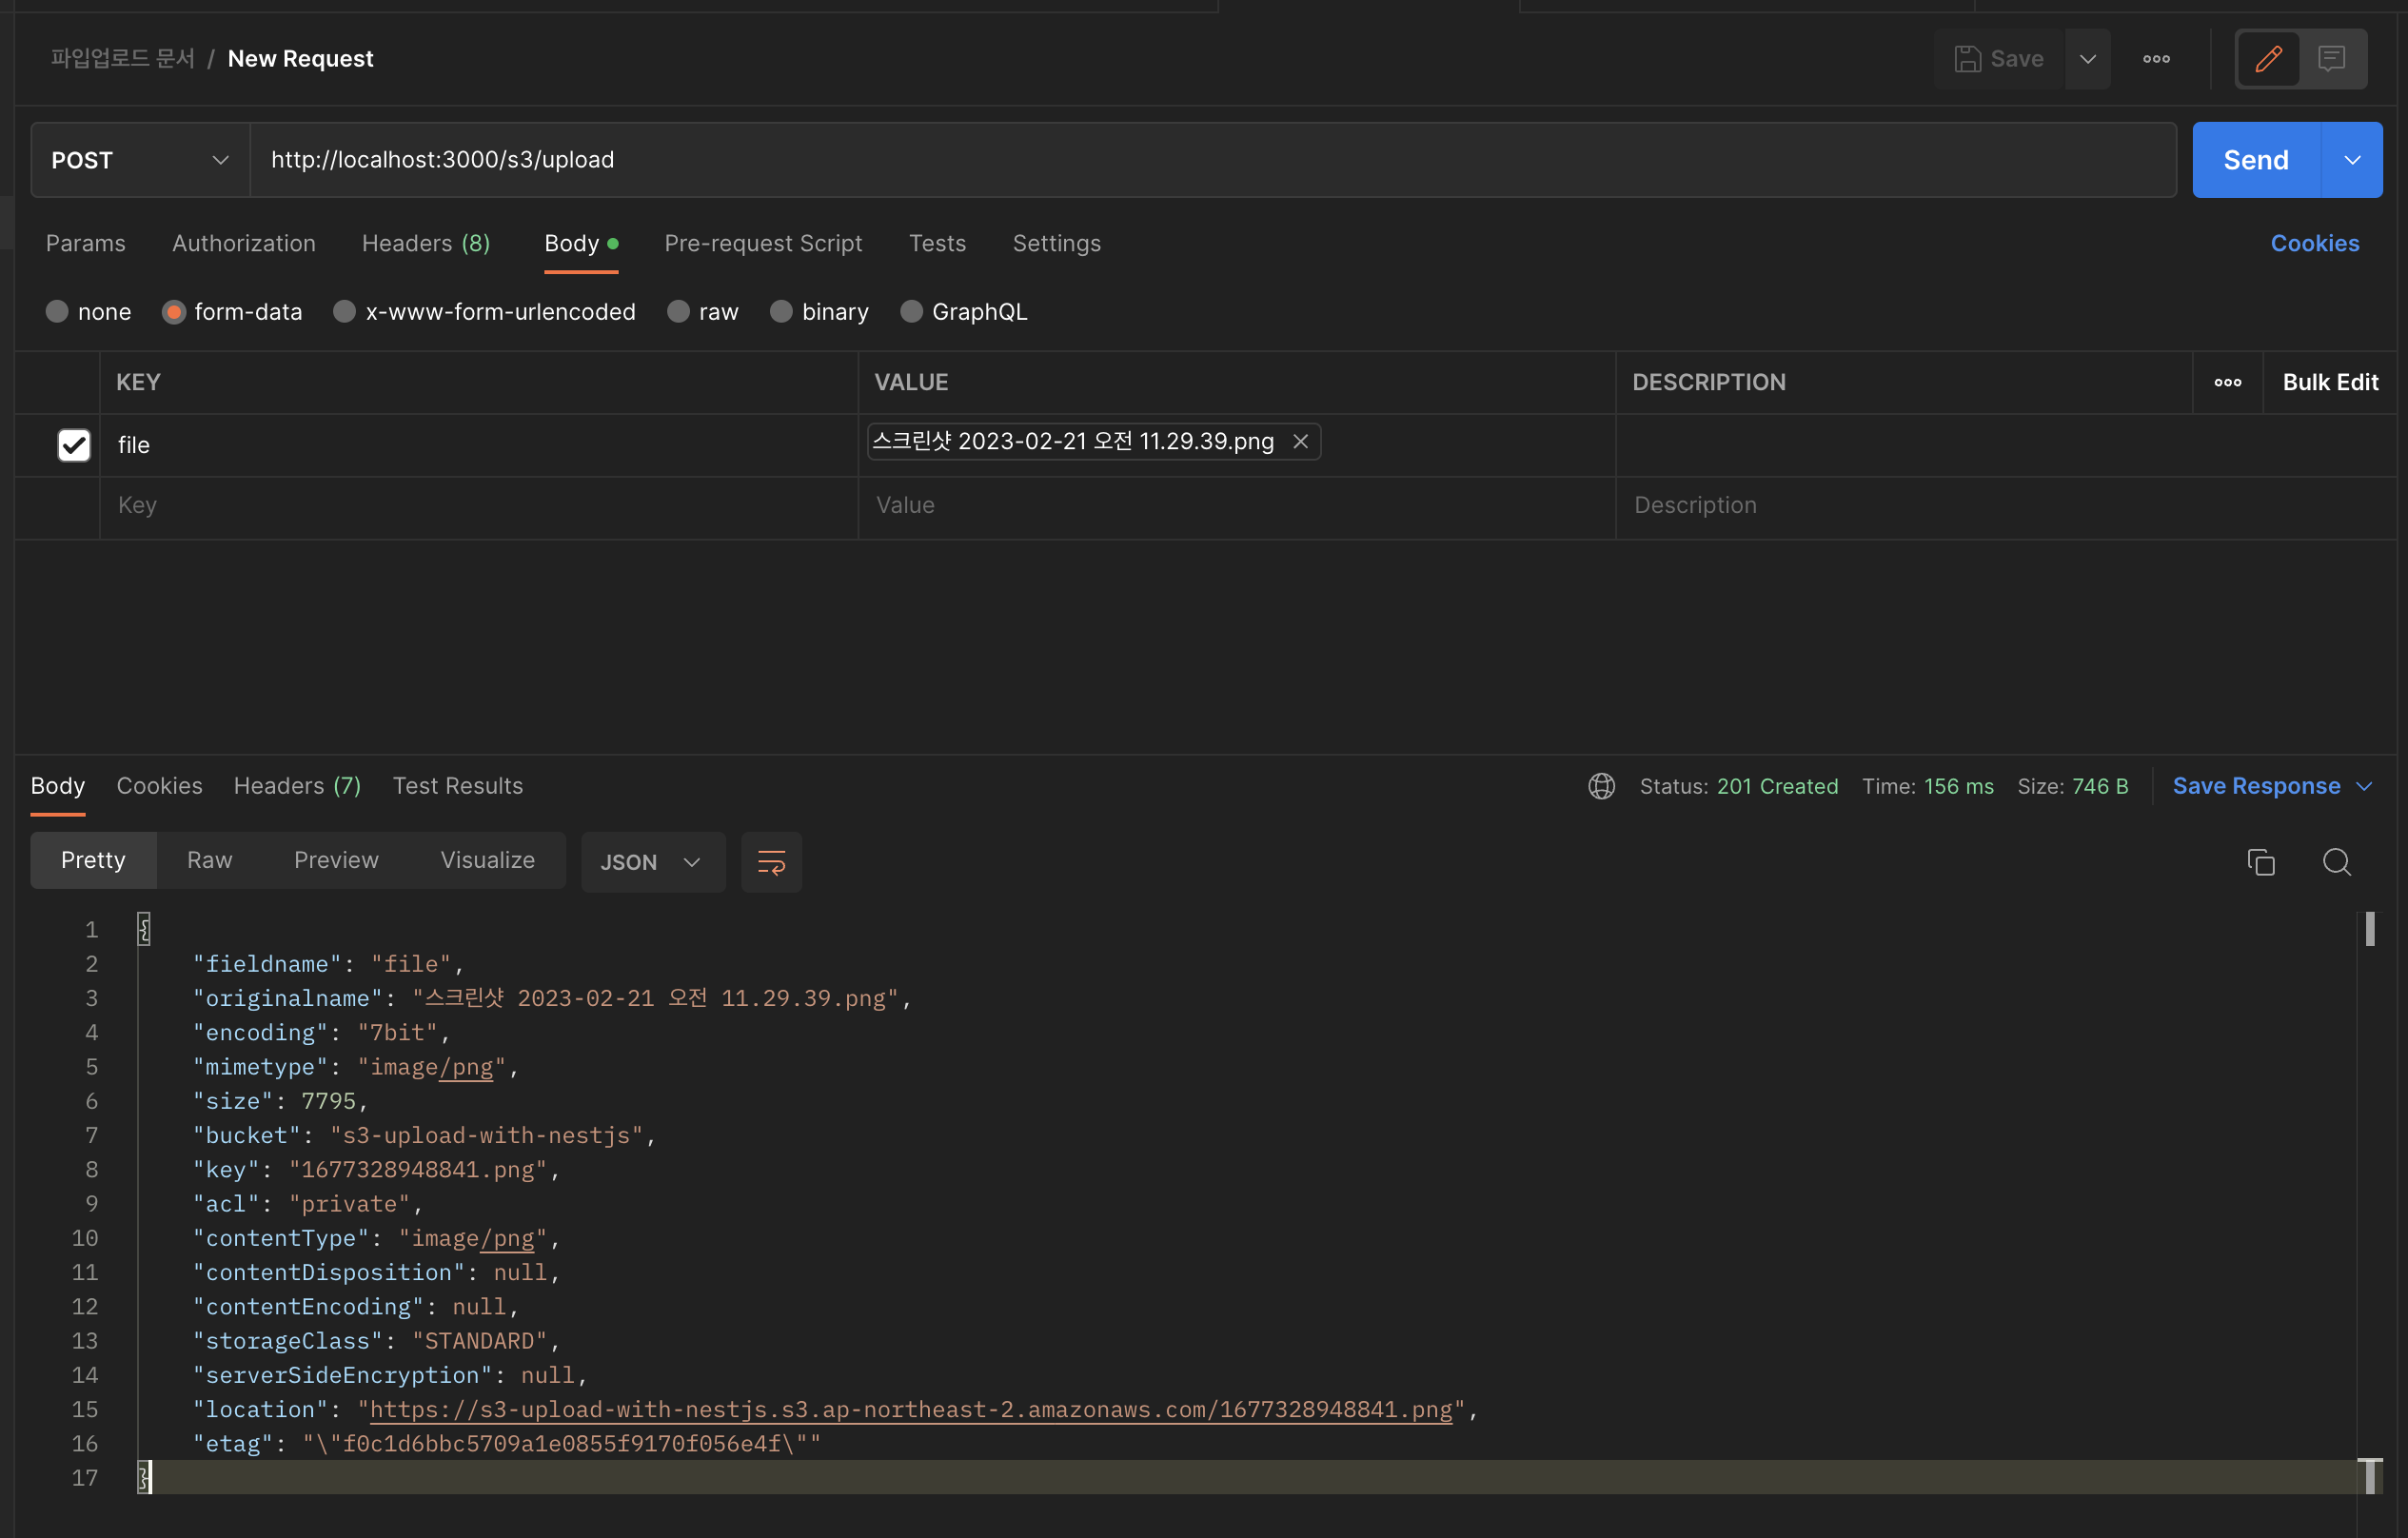 파입업로드 문서 / New Request
Save
POST http://localhost:3000/s3/upload Send
Params Authorization Headers (8) Body Pre-request Script Tests Settings Cookies
none form-data x-www-form-urlencoded raw binary GraphQL
KEY VALUE DESCRIPTION Bulk Edit
file 스크린샷 2023-02-21 오전 11.29.39.png
Key Value Description
Body Cookies Headers (7) Test Results Status: 201 Created Time: 156 ms Size: 746 B Save Response
Pretty Raw Preview Visualize JSON
1 {
2 "fieldname": "file",
3 "originalname": "스크린샷 2023-02-21 오전 11.29.39.png",
4 "encoding": "7bit",
5 "mimetype": "image/png",
6 "size": 7795,
7 "bucket": "s3-upload-with-nestjs",
8 "key": "1677328948841.png",
9 "acl": "private",
10 "contentType": "image/png",
11 "contentDisposition": null,
12 "contentEncoding": null,
13 "storageClass": "STANDARD",
14 "serverSideEncryption": null,
15 "location": "https://s3-upload-with-nestjs.s3.ap-northeast-2.amazonaws.com/1677328948841.png",
16 "etag": "\"f0c1d6bbc5709a1e0855f9170f056e4f\""
17 }